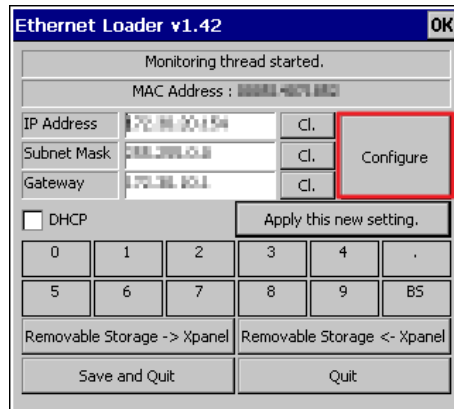 Ethernet Loader v1.42 OK
Monitoring thread started.
MAC Address :
IP Address Cl.
Subnet Mask Cl. Configure
Gateway Cl.
DHCP Apply this new setting.
0 1 2 3 4 .
5 6 7 8 9 BS
Removable Storage -> Xpanel Removable Storage <- Xpanel
Save and Quit Quit